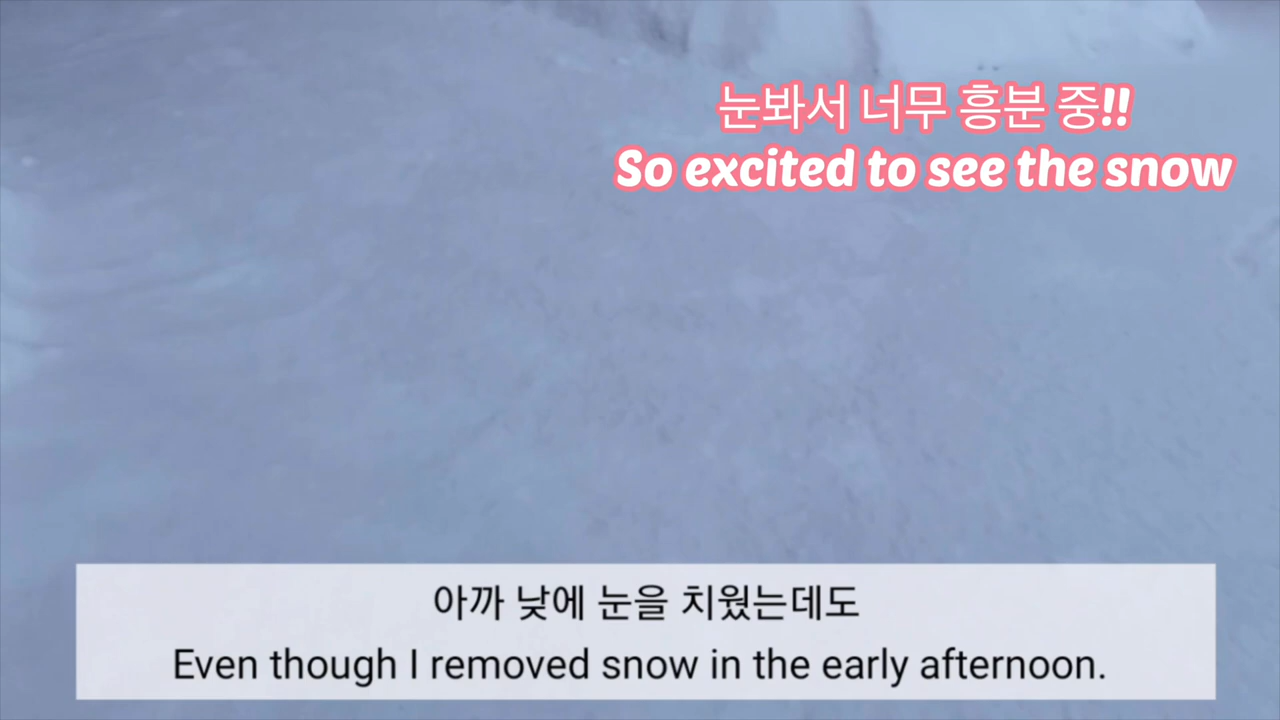 눈봐서 너무 흥분 중!!
So excited to see the snow
아까 낮에 눈을 치웠는데도
Even though I removed snow in the early afternoon.